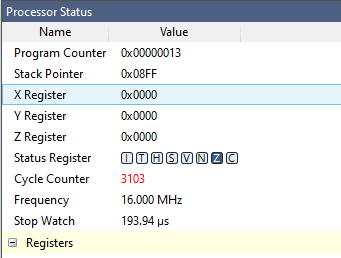 Processor Status
Name Value
Program Counter 0x00000013
Stack Pointer 0x08FF
X Register 0x0000
Y Register 0x0000
Z Register 0x0000
Status Register I T H S V N Z C
Cycle Counter 3103
Frequency 16.000 MHz
Stop Watch 193.94 µs
Registers